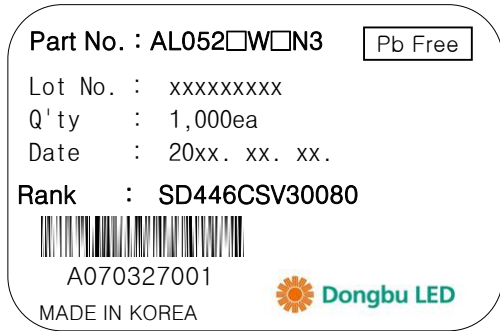 Part No. : AL052□W□N3
Pb Free
Lot No. : xxxxxxxxx
Q'ty : 1,000ea
Date : 20xx. xx. xx.
Rank : SD446CSV30080
A070327001
MADE IN KOREA
Dongbu LED